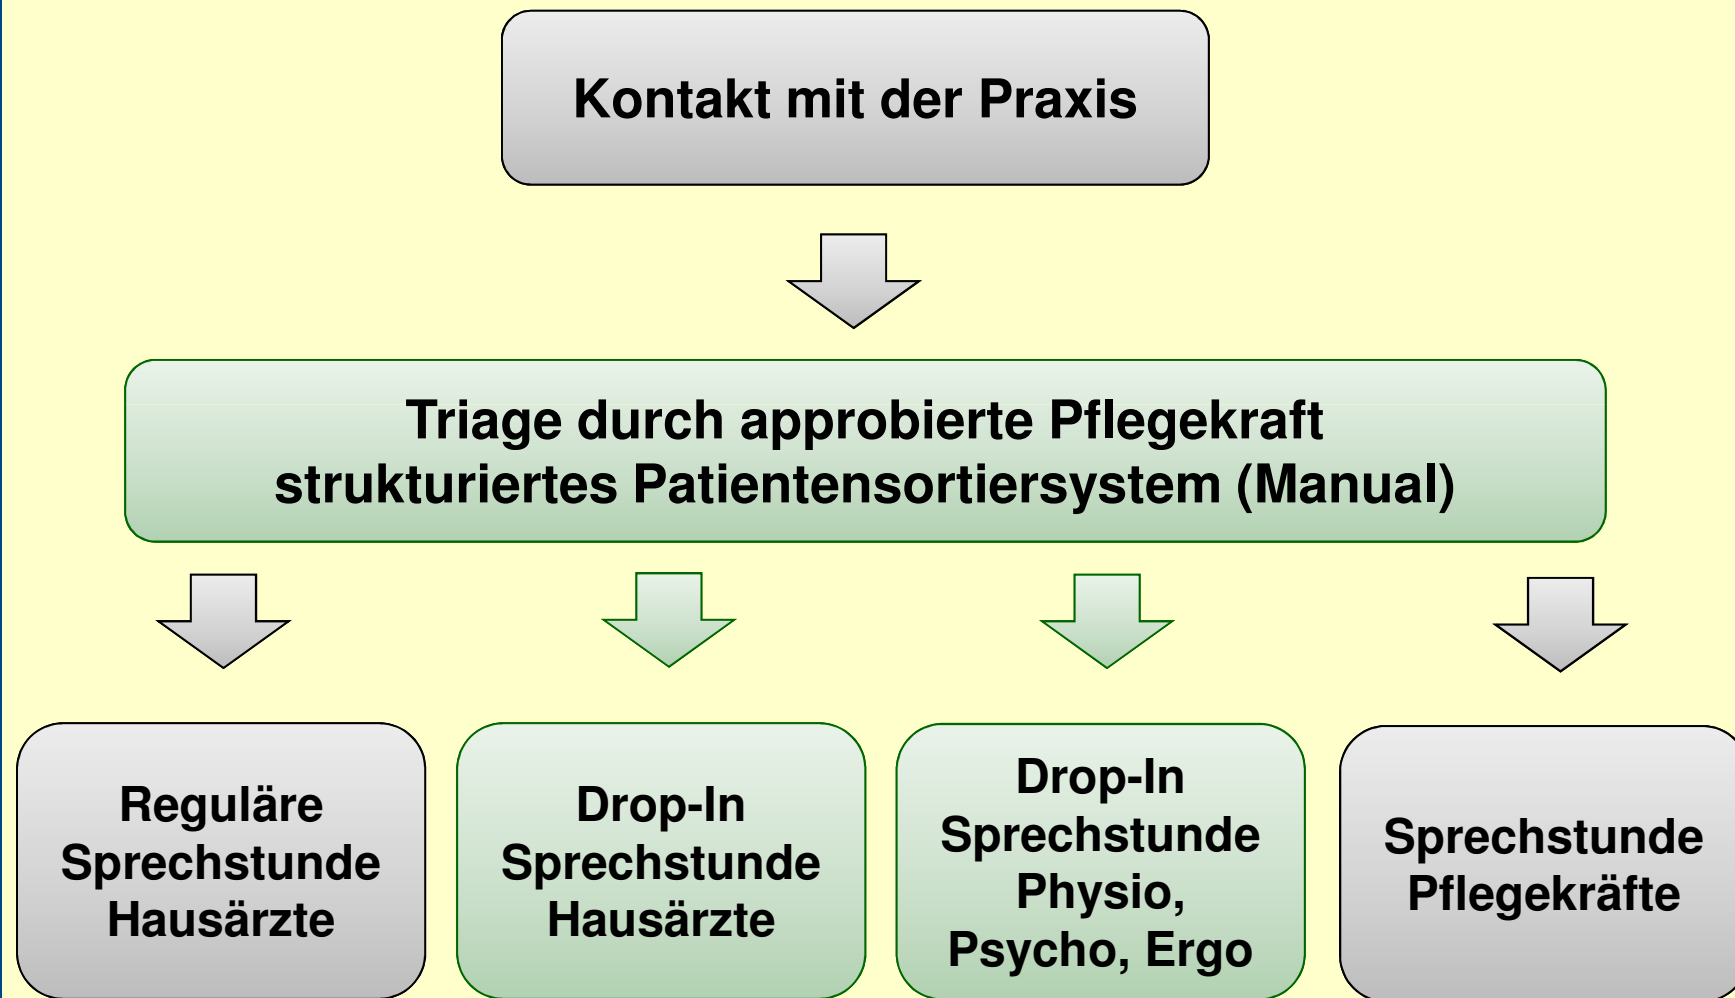 Kontakt mit der Praxis
Triage durch approbierte Pflegekraft
strukturiertes Patientensortiersystem (Manual)
Reguläre
Sprechstunde
Hausärzte
Drop-In
Sprechstunde
Hausärzte
Drop-In
Sprechstunde
Physio,
Psycho, Ergo
Sprechstunde
Pflegekräfte